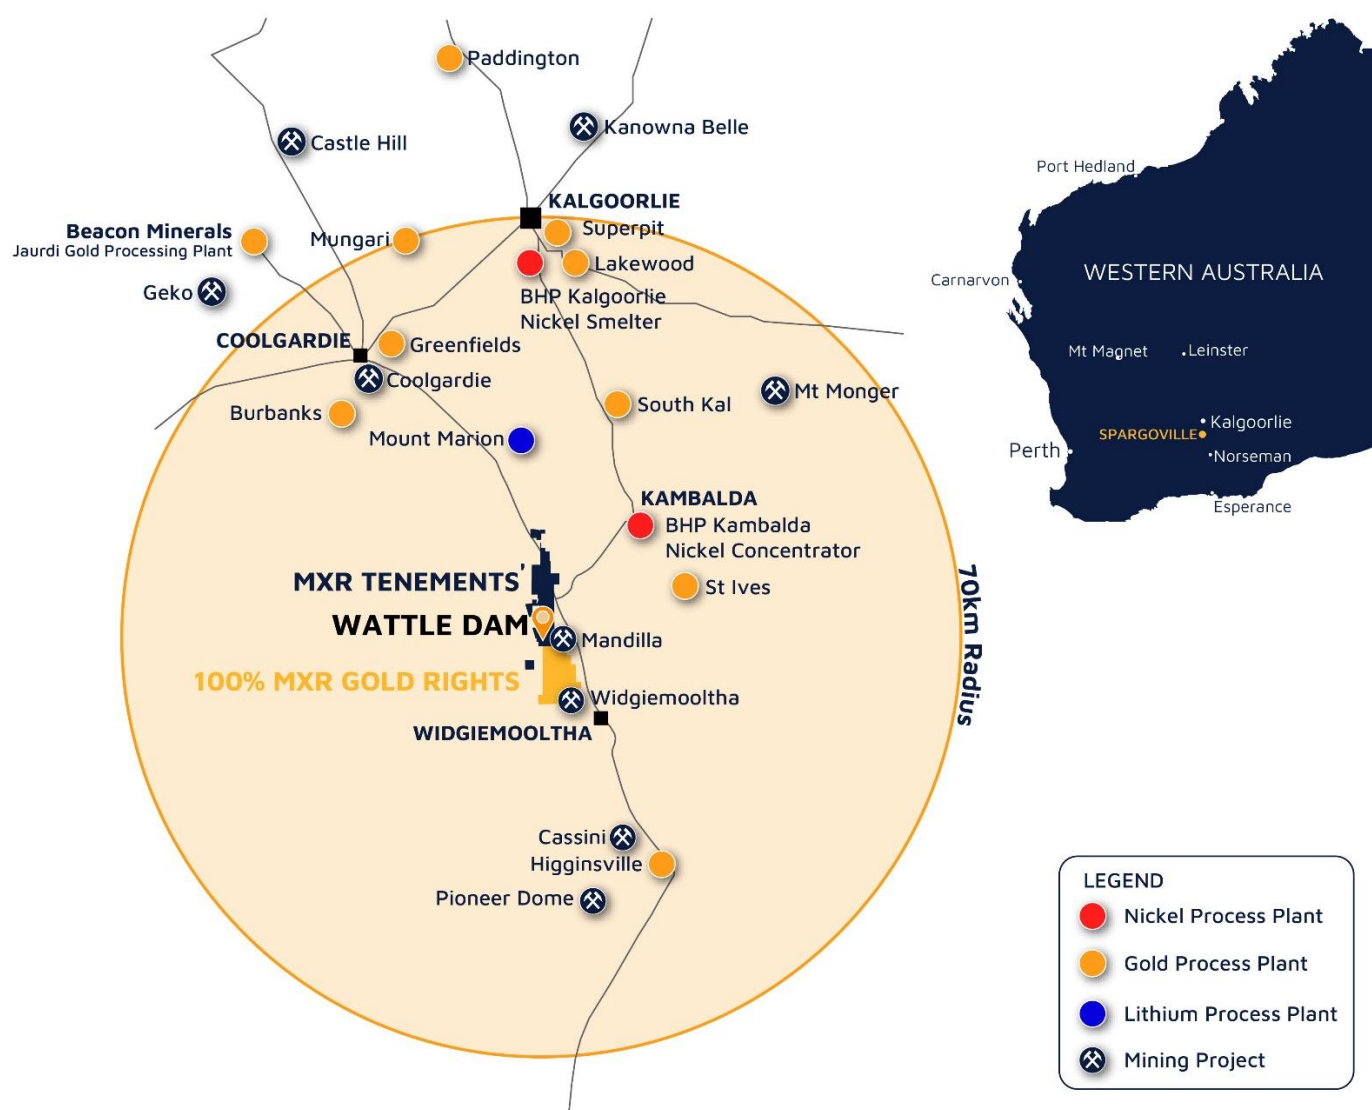 Paddington
Kanowna Belle
Castle Hill
KALGOORLIE
Superpit
Beacon Minerals
Jaurdi Gold Processing Plant
Mungari
Lakewood
Geko
BHP Kalgoorlie
Nickel Smelter
COOLGARDIE
Greenfields
Coolgardie
Mt Monger
Burbanks
South Kal
Mount Marion
KAMBALDA
BHP Kambalda
Nickel Concentrator
MXR TENEMENTS'
St Ives
WATTLE DAM
Mandilla
100% MXR GOLD RIGHTS
Widgiemooltha
WIDGIEMOOLTHA
70km Radius
Cassini
Higginsville
Pioneer Dome
Port Hedland
WESTERN AUSTRALIA
Carnarvon
Mt Magnet
Leinster
Kalgoorlie
SPARGOVILLE
Perth
Norseman
Esperance
LEGEND
Nickel Process Plant
Gold Process Plant
Lithium Process Plant
Mining Project